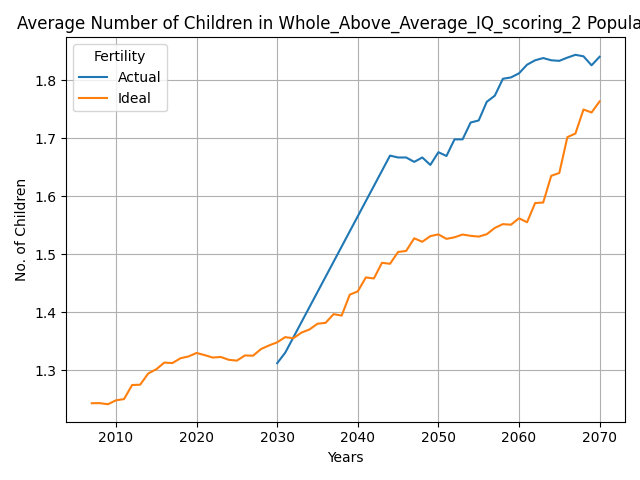 Average Number of Children in Whole_Above_Average_IQ_scoring_2 Popula
Fertility
Actual
Ideal
No. of Children
1.8
1.7
1.6
1.5
1.4
1.3
2010 2020 2030 2040 2050 2060 2070
Years